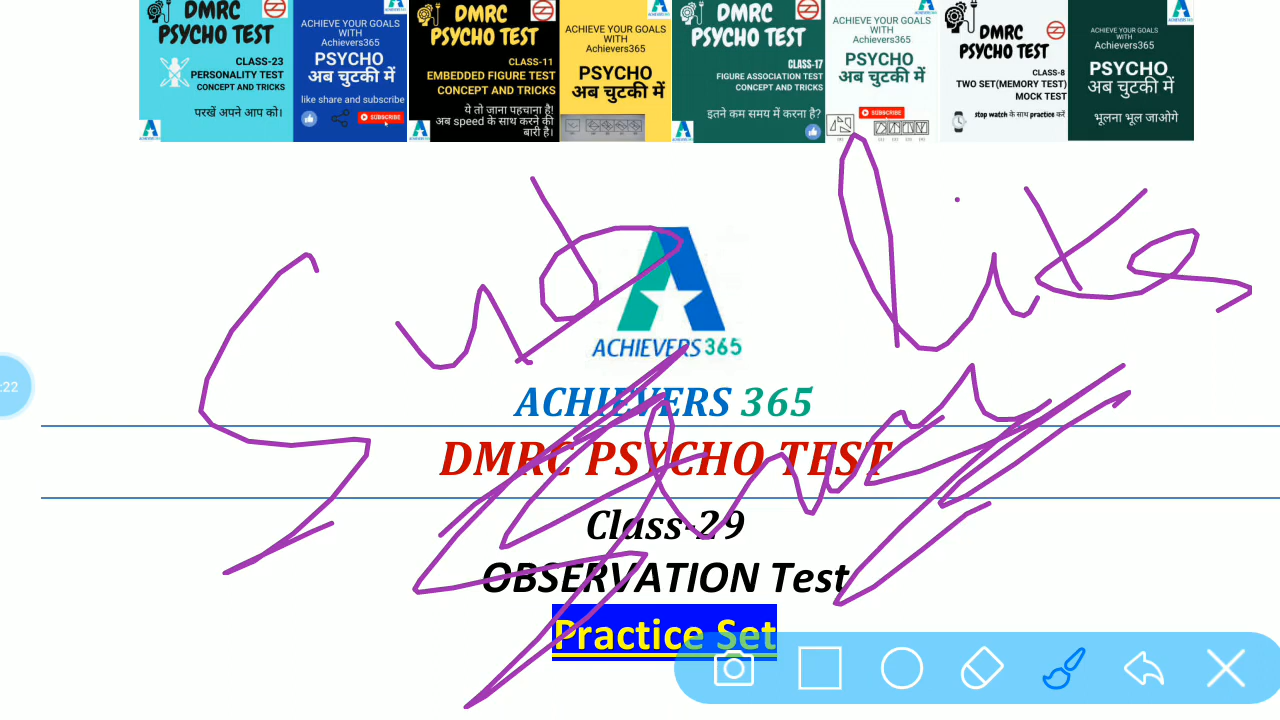 DMRC
PSYCHO TEST
CLASS-23
PERSONALITY TEST
CONCEPT AND TRICKS
परखें अपने आप को।
ACHIEVE YOUR GOALS
WITH
Achievers365
PSYCHO
अब चुटकी में
like share and subscribe
SUBSCRIBE
DMRC
PSYCHO TEST
CLASS-11
EMBEDDED FIGURE TEST
CONCEPT AND TRICKS
ये तो जाना पहचाना है!
अब speed के साथ करने की
बारी है।
ACHIEVE YOUR GOALS
WITH
Achievers365
PSYCHO
अब चुटकी में
DMRC
PSYCHO TEST
CLASS-17
FIGURE ASSOCIATION TEST
CONCEPT AND TRICKS
इतने कम समय में करना है?
ACHIEVE YOUR GOALS
WITH
Achievers365
PSYCHO
अब चुटकी में
SUBSCRIBE
DMRC
PSYCHO TEST
CLASS-8
TWO SET(MEMORY TEST)
MOCK TEST
stop watch के साथ practice करें
ACHIEVE YOUR GOALS
WITH
Achievers365
PSYCHO
अब चुटकी में
भूलना भूल जाओगे
Sub like
ACHIEVERS 365
ACHIEVERS 365
DMRC PSYCHO TEST
Class-29
OBSERVATION Test
Practice Set
:22